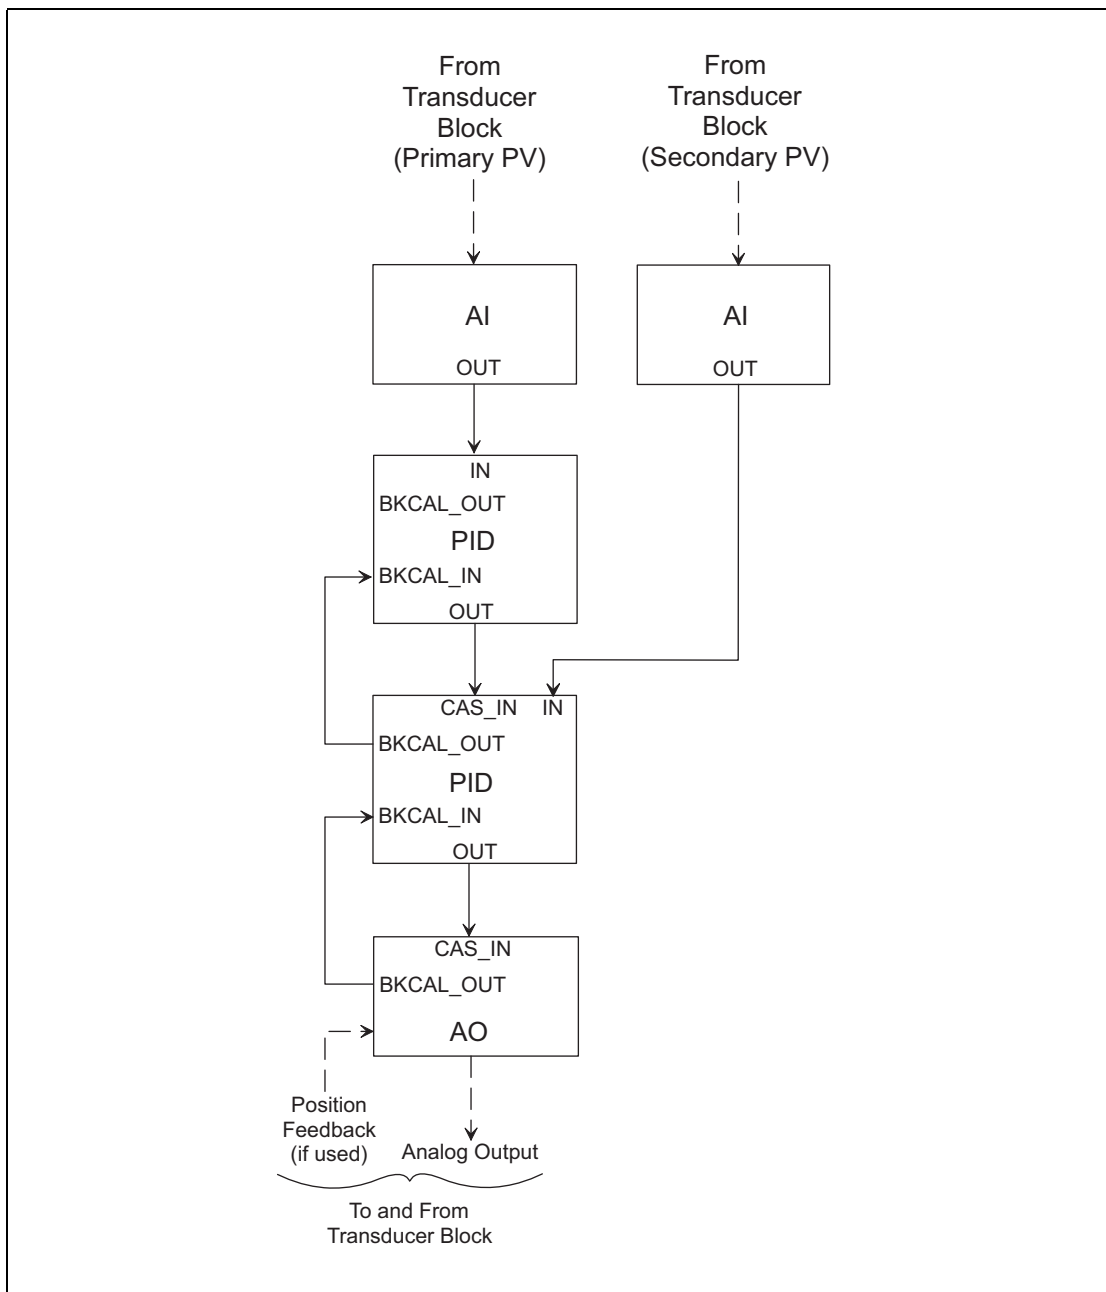 From
Transducer
Block
(Primary PV)
From
Transducer
Block
(Secondary PV)
AI
OUT
AI
OUT
IN
BKCAL_OUT
PID
BKCAL_IN
OUT
CAS_IN IN
BKCAL_OUT
PID
BKCAL_IN
OUT
CAS_IN
BKCAL_OUT
AO
Position
Feedback
(if used)
Analog Output
To and From
Transducer Block